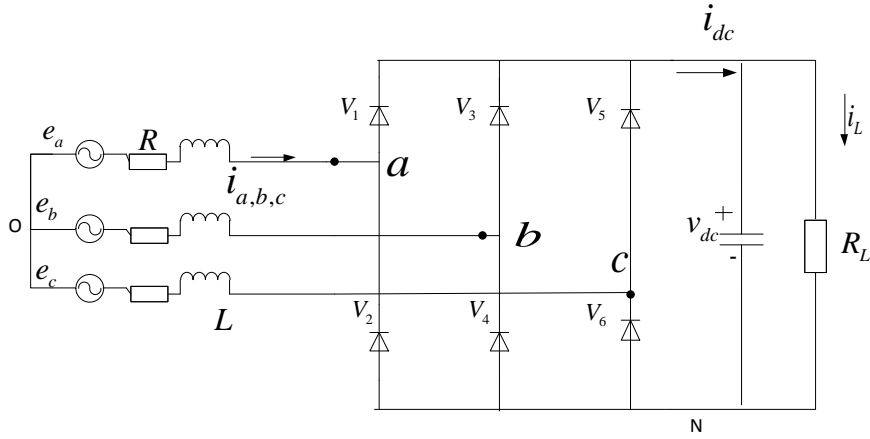 i_dc
V_1 V_3 V_5
e_a R i_L
a
i_a,b,c
e_b
O b v_dc + R_L
c
e_c -
V_2 V_4 V_6
L
N